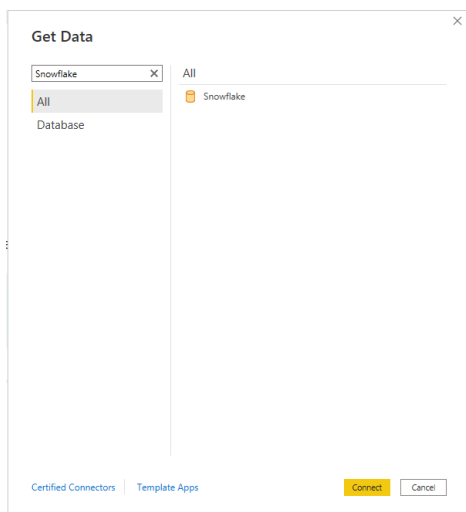 Get Data
Snowflake
All
Database
All
Snowflake
Certified Connectors
Template Apps
Connect
Cancel